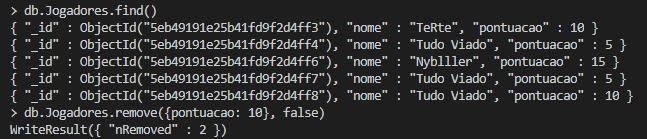 > db.Jogadores.find()
{ "_id" : ObjectId("5eb49191e25b41fd9f2d4ff3"), "nome" : "TeRte", "pontuacao" : 10 }
{ "_id" : ObjectId("5eb49191e25b41fd9f2d4ff4"), "nome" : "Tudo Viado", "pontuacao" : 5 }
{ "_id" : ObjectId("5eb49191e25b41fd9f2d4ff6"), "nome" : "Nyblller", "pontuacao" : 15 }
{ "_id" : ObjectId("5eb49191e25b41fd9f2d4ff7"), "nome" : "Tudo Viado", "pontuacao" : 5 }
{ "_id" : ObjectId("5eb49191e25b41fd9f2d4ff8"), "nome" : "Tudo Viado", "pontuacao" : 10 }
> db.Jogadores.remove({pontuacao: 10}, false)
WriteResult({ "nRemoved" : 2 })